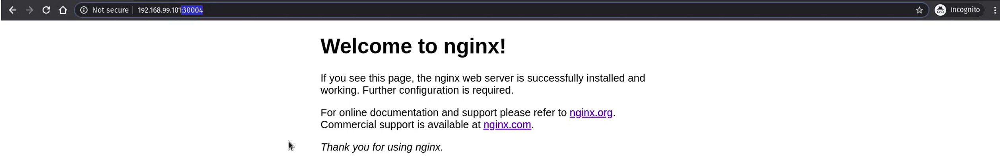 Not secure 192.168.99.101:30004 Incognito
Welcome to nginx!
If you see this page, the nginx web server is successfully installed and
working. Further configuration is required.
For online documentation and support please refer to nginx.org.
Commercial support is available at nginx.com.
Thank you for using nginx.